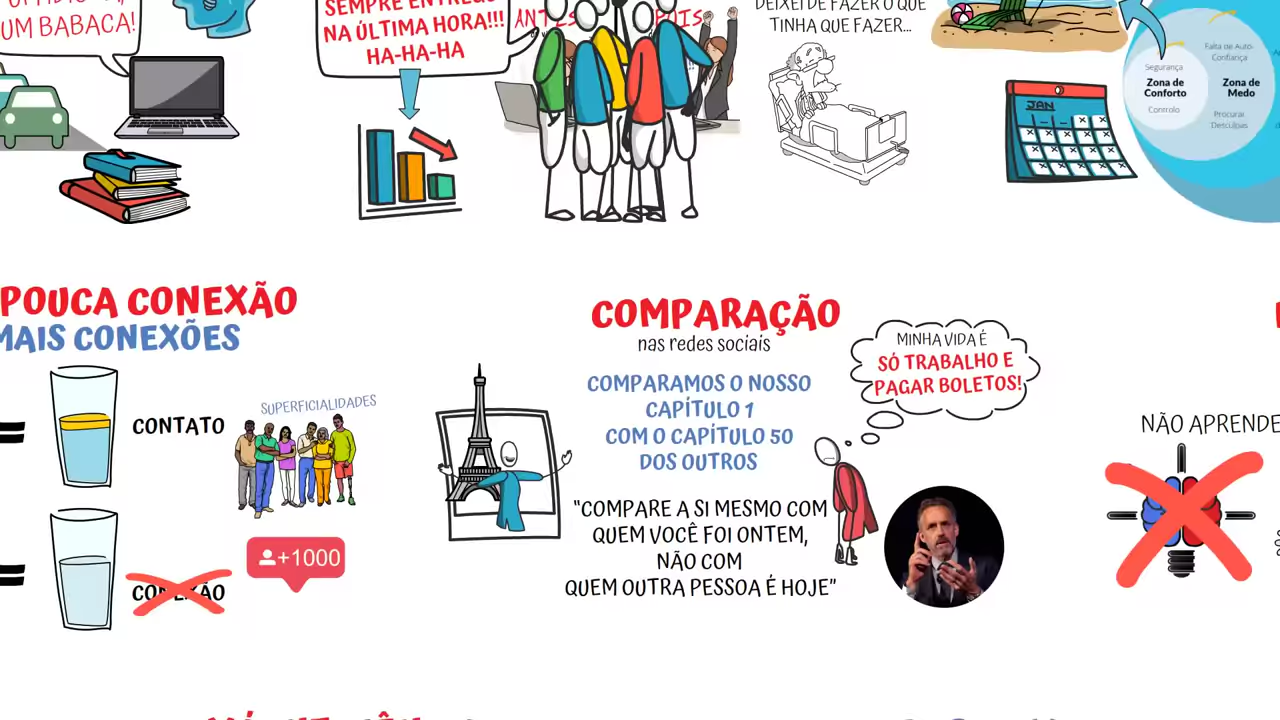 UM BABACA!
SEMPRE ENTREGO
NA ÚLTIMA HORA!!!
HA-HA-HA
DEIXEI DE FAZER O QUE
TINHA QUE FAZER...
JAN
Segurança
Zona de
Conforto
Controlo
Falta de Auto-
Confiança
Zona de
Medo
Procurar
Desculpas
POUCA CONEXÃO
MAIS CONEXÕES
CONTATO
SUPERFICIALIDADES
CONEXÃO
+1000
COMPARAÇÃO
nas redes sociais
COMPARAMOS O NOSSO
CAPÍTULO 1
COM O CAPÍTULO 50
DOS OUTROS
"COMPARE A SI MESMO COM
QUEM VOCÊ FOI ONTEM,
NÃO COM
QUEM OUTRA PESSOA É HOJE"
MINHA VIDA É
SÓ TRABALHO E
PAGAR BOLETOS!
NÃO APRENDE